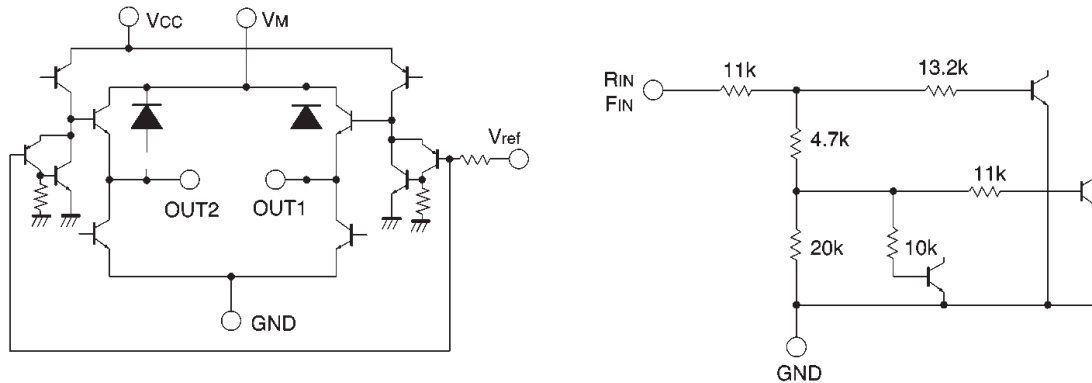 VCC
VM
Vref
OUT2
OUT1
GND
RIN
FIN
11k
13.2k
4.7k
11k
20k
10k
GND